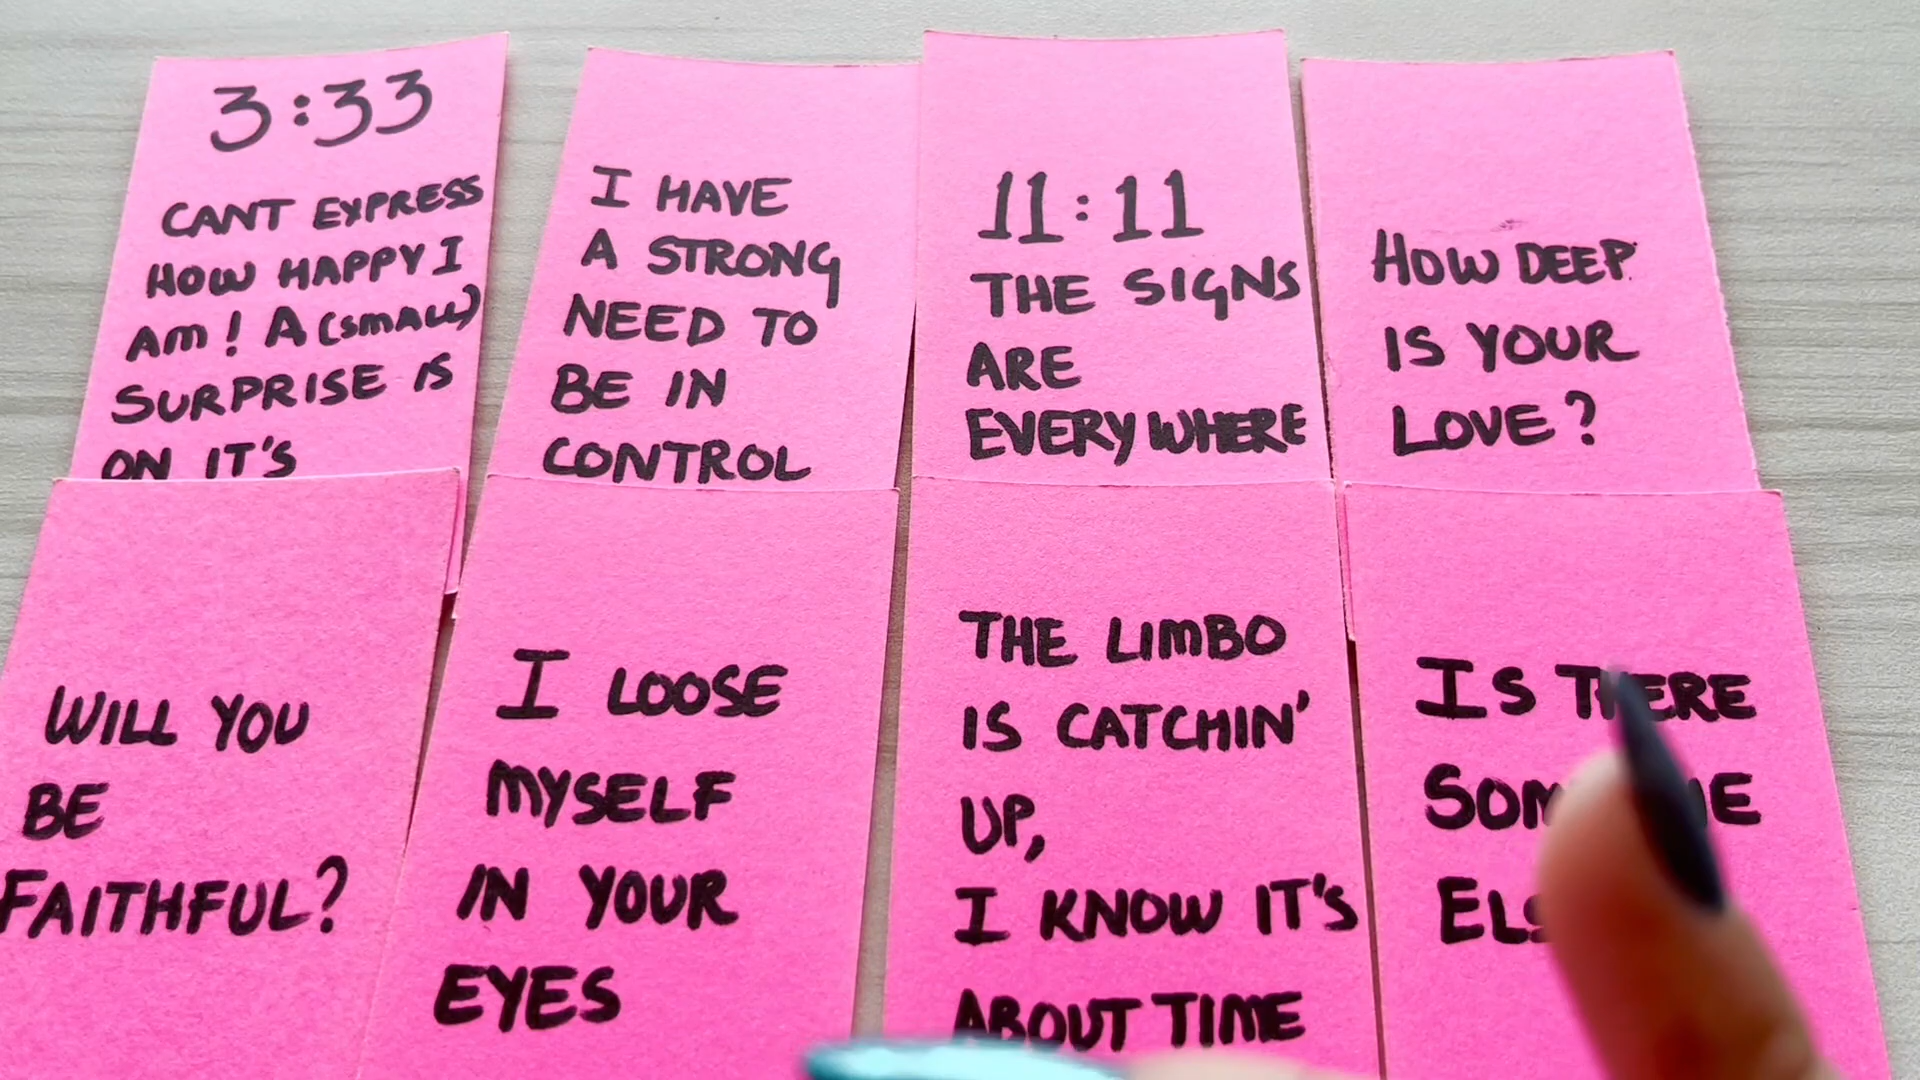 3:33
CANT EXPRESS
HOW HAPPY I
AM! A (SMALL)
SURPRISE IS
ON IT'S
I HAVE
A STRONG
NEED TO
BE IN
CONTROL
11:11
THE SIGNS
ARE
EVERYWHERE
HOW DEEP
IS YOUR
LOVE?
WILL YOU
BE
FAITHFUL?
I LOOSE
MYSELF
IN YOUR
EYES
THE LIMBO
IS CATCHIN'
UP,
I KNOW IT'S
ABOUT TIME
IS THERE